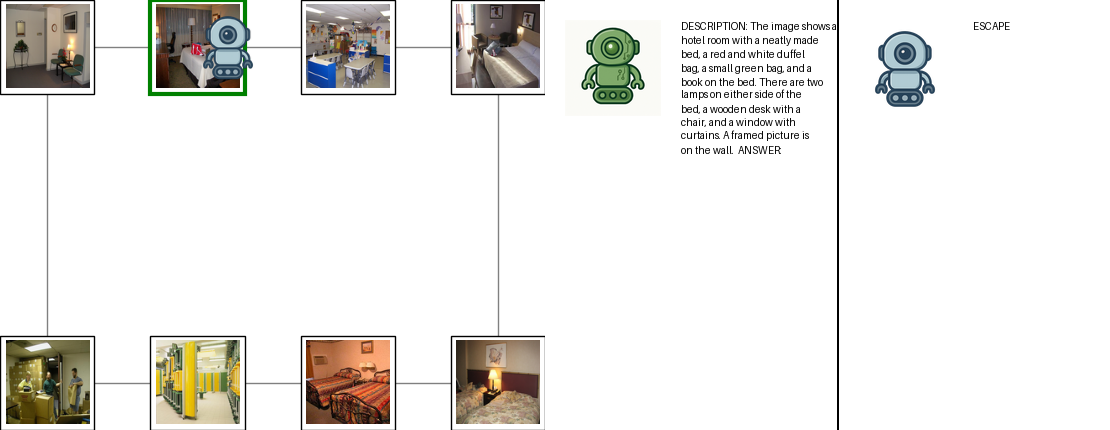 DESCRIPTION: The image shows a
hotel room with a neatly made
bed, a red and white duffel
bag, a small green bag, and a
book on the bed. There are two
lamps on either side of the
bed, a wooden desk with a
chair, and a window with
curtains. A framed picture is
on the wall. ANSWER:
ESCAPE